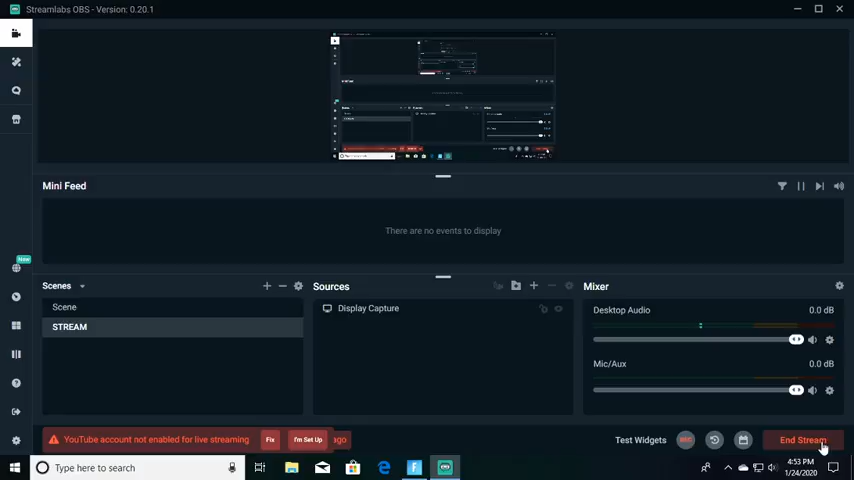 Streamlabs OBS - Version: 0.20.1
Mini Feed
There are no events to display
New
Scenes
Sources
Mixer
Scene
STREAM
Display Capture
Desktop Audio
0.0 dB
Mic/Aux
0.0 dB
YouTube account not enabled for live streaming
Fix
I'm Set Up
ago
Test Widgets
REC
End Stream
Type here to search
4:53 PM
1/24/2020